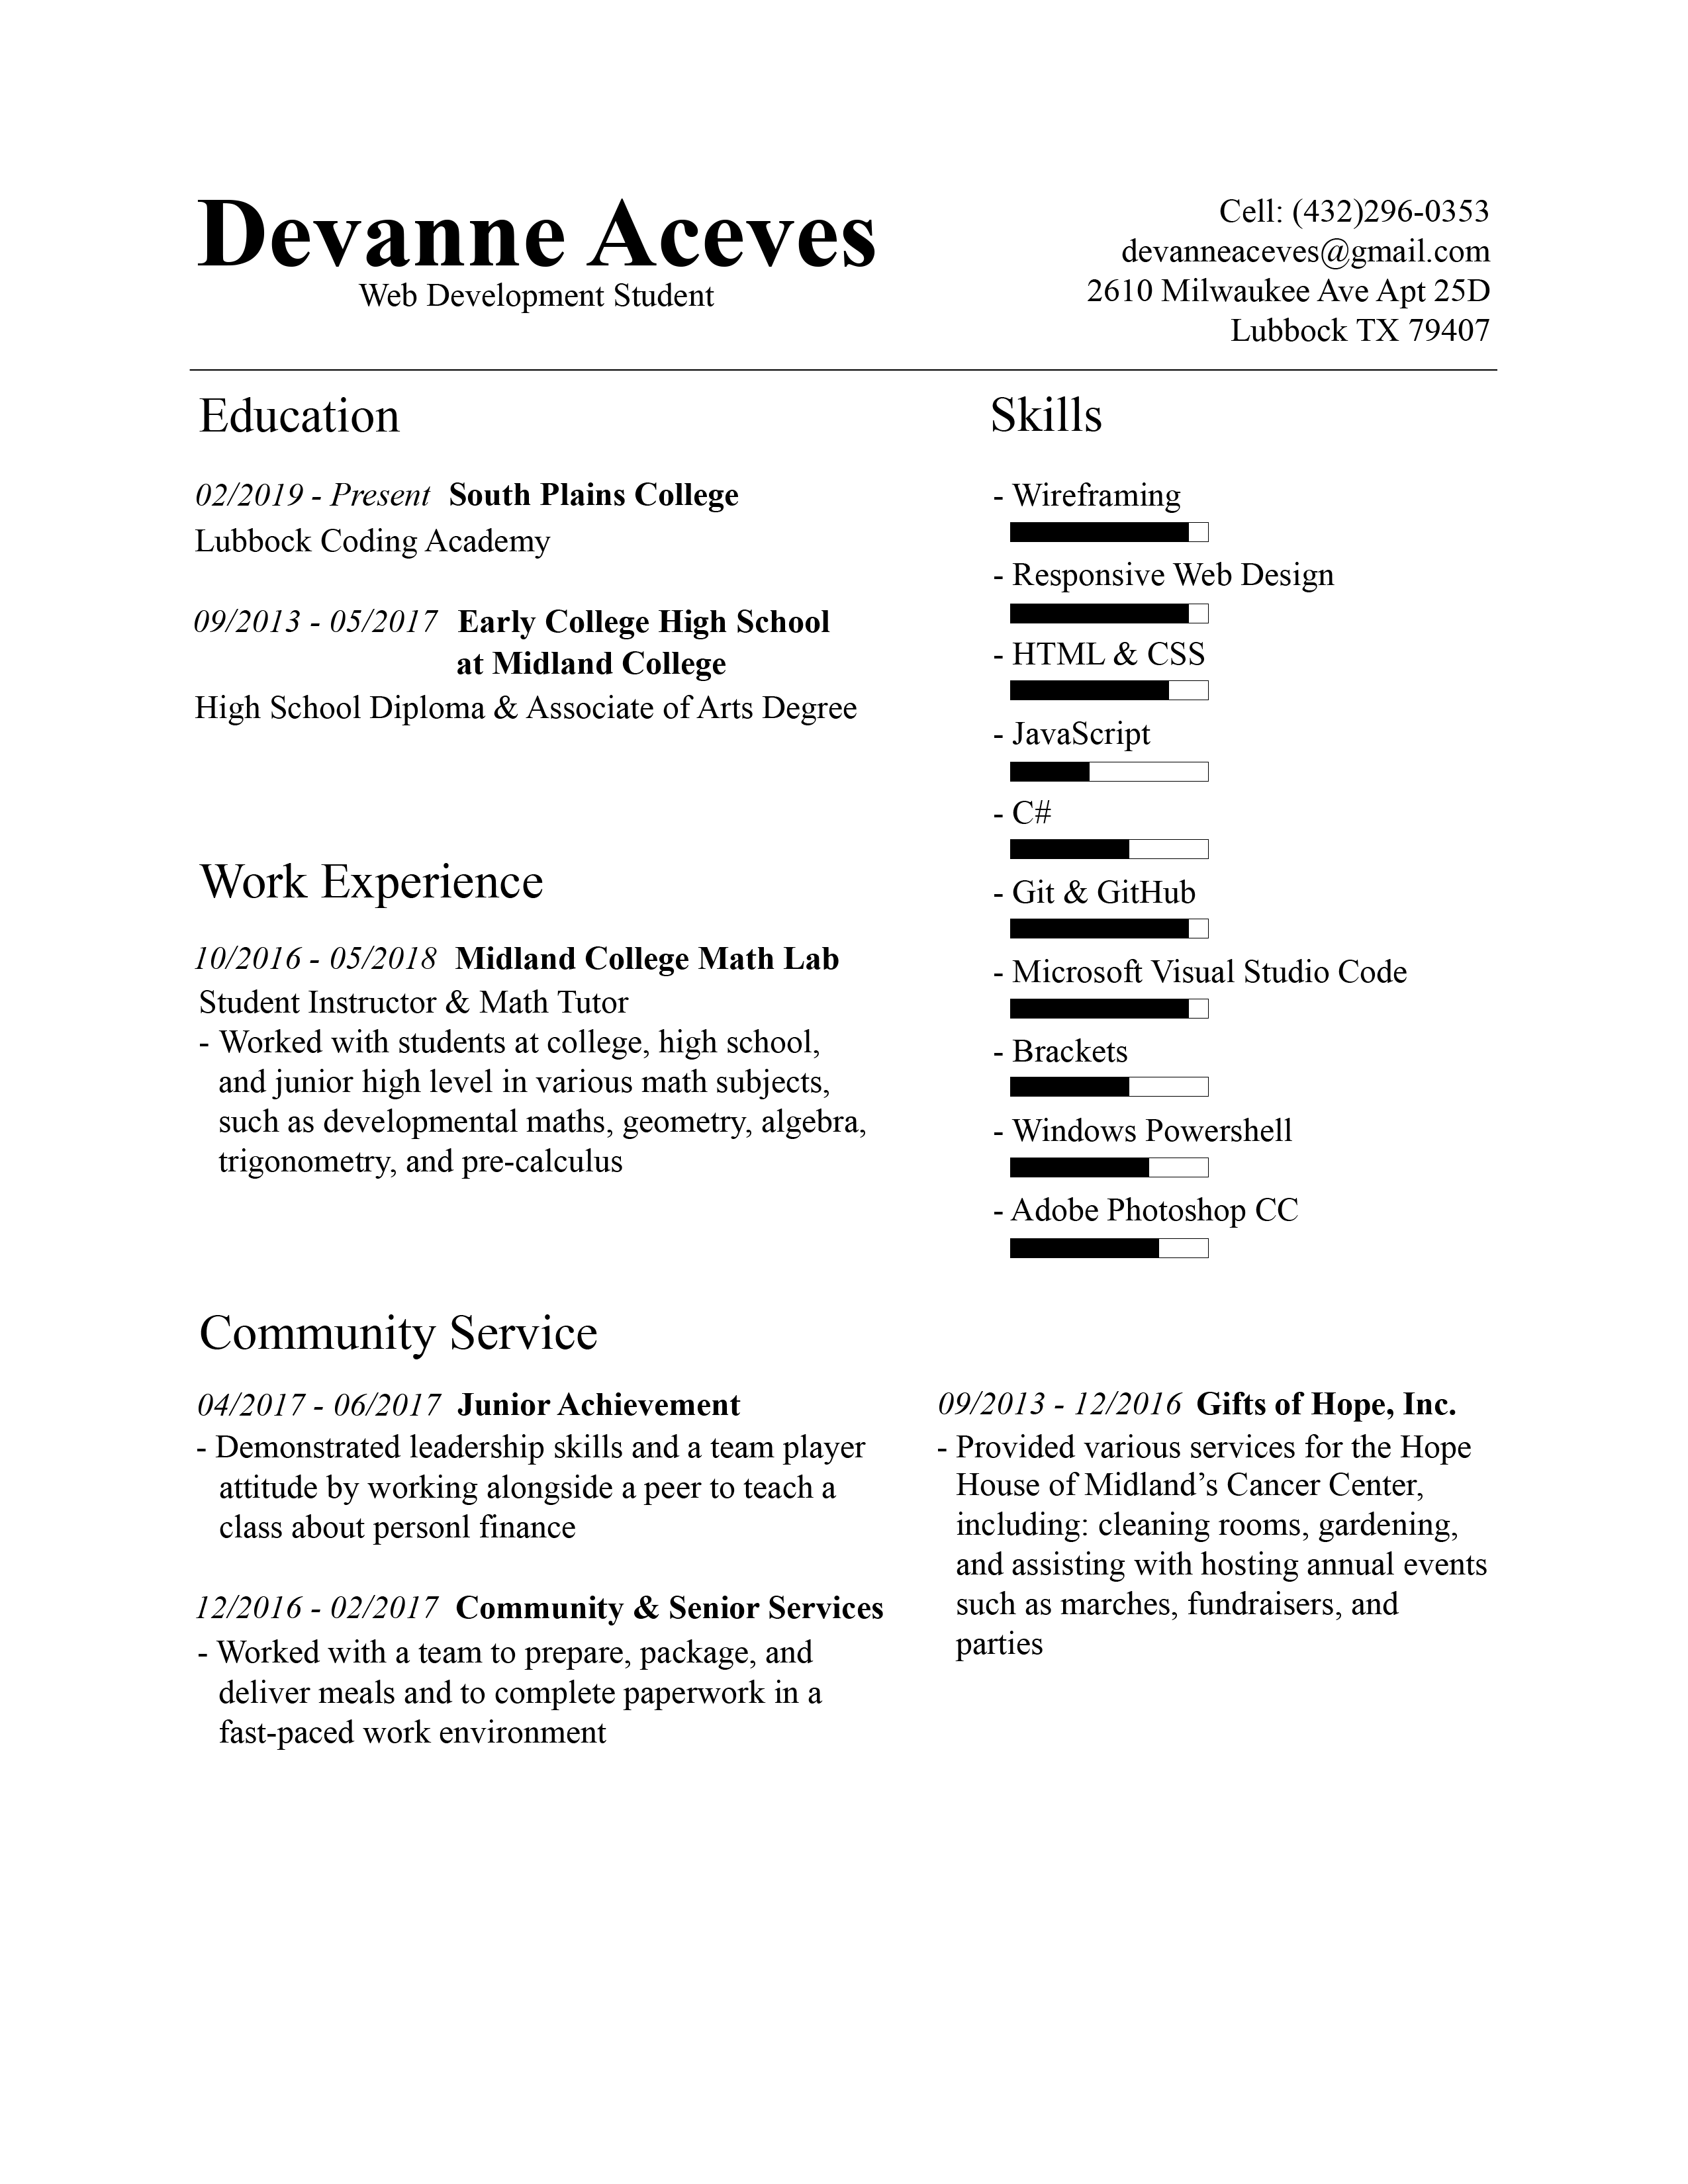 Devanne Aceves
Web Development Student
Cell: (432)296-0353
devanneaceves@gmail.com
2610 Milwaukee Ave Apt 25D
Lubbock TX 79407
Education
02/2019 - Present South Plains College
Lubbock Coding Academy
09/2013 - 05/2017 Early College High School
at Midland College
High School Diploma & Associate of Arts Degree
Work Experience
10/2016 - 05/2018 Midland College Math Lab
Student Instructor & Math Tutor
- Worked with students at college, high school,
and junior high level in various math subjects,
such as developmental maths, geometry, algebra,
trigonometry, and pre-calculus
Skills
- Wireframing
- Responsive Web Design
- HTML & CSS
- JavaScript
- C#
- Git & GitHub
- Microsoft Visual Studio Code
- Brackets
- Windows Powershell
- Adobe Photoshop CC
Community Service
04/2017 - 06/2017 Junior Achievement
- Demonstrated leadership skills and a team player
attitude by working alongside a peer to teach a
class about personl finance
12/2016 - 02/2017 Community & Senior Services
- Worked with a team to prepare, package, and
deliver meals and to complete paperwork in a
fast-paced work environment
09/2013 - 12/2016 Gifts of Hope, Inc.
- Provided various services for the Hope
House of Midland’s Cancer Center,
including: cleaning rooms, gardening,
and assisting with hosting annual events
such as marches, fundraisers, and
parties